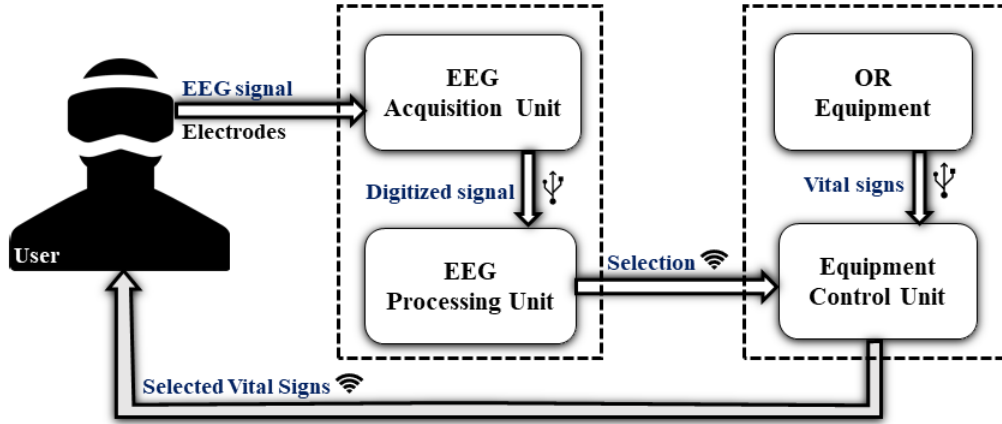 EEG signal
Electrodes
User
EEG
Acquisition Unit
Digitized signal
EEG
Processing Unit
Selection
OR
Equipment
Vital signs
Equipment
Control Unit
Selected Vital Signs